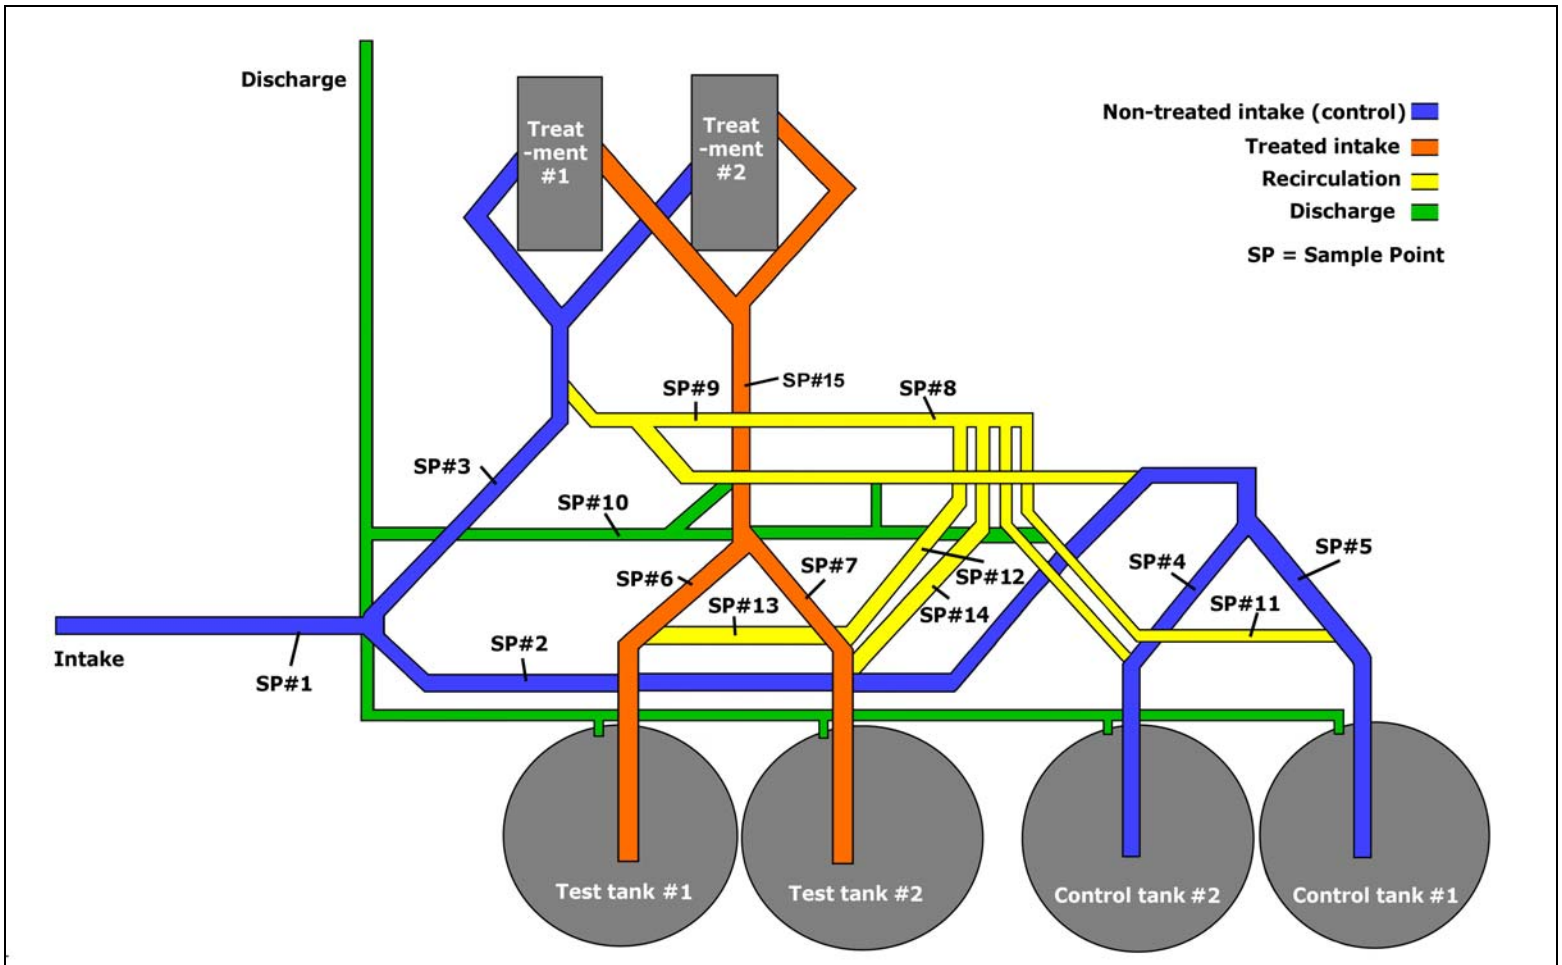 Discharge
Treat
-ment
#1
Treat
-ment
#2
Non-treated intake (control)
Treated intake
Recirculation
Discharge
SP = Sample Point
SP#9
SP#15
SP#8
SP#3
SP#10
SP#6
SP#7
SP#12
SP#4
SP#5
SP#13
SP#14
SP#11
Intake
SP#1
SP#2
Test tank #1
Test tank #2
Control tank #2
Control tank #1